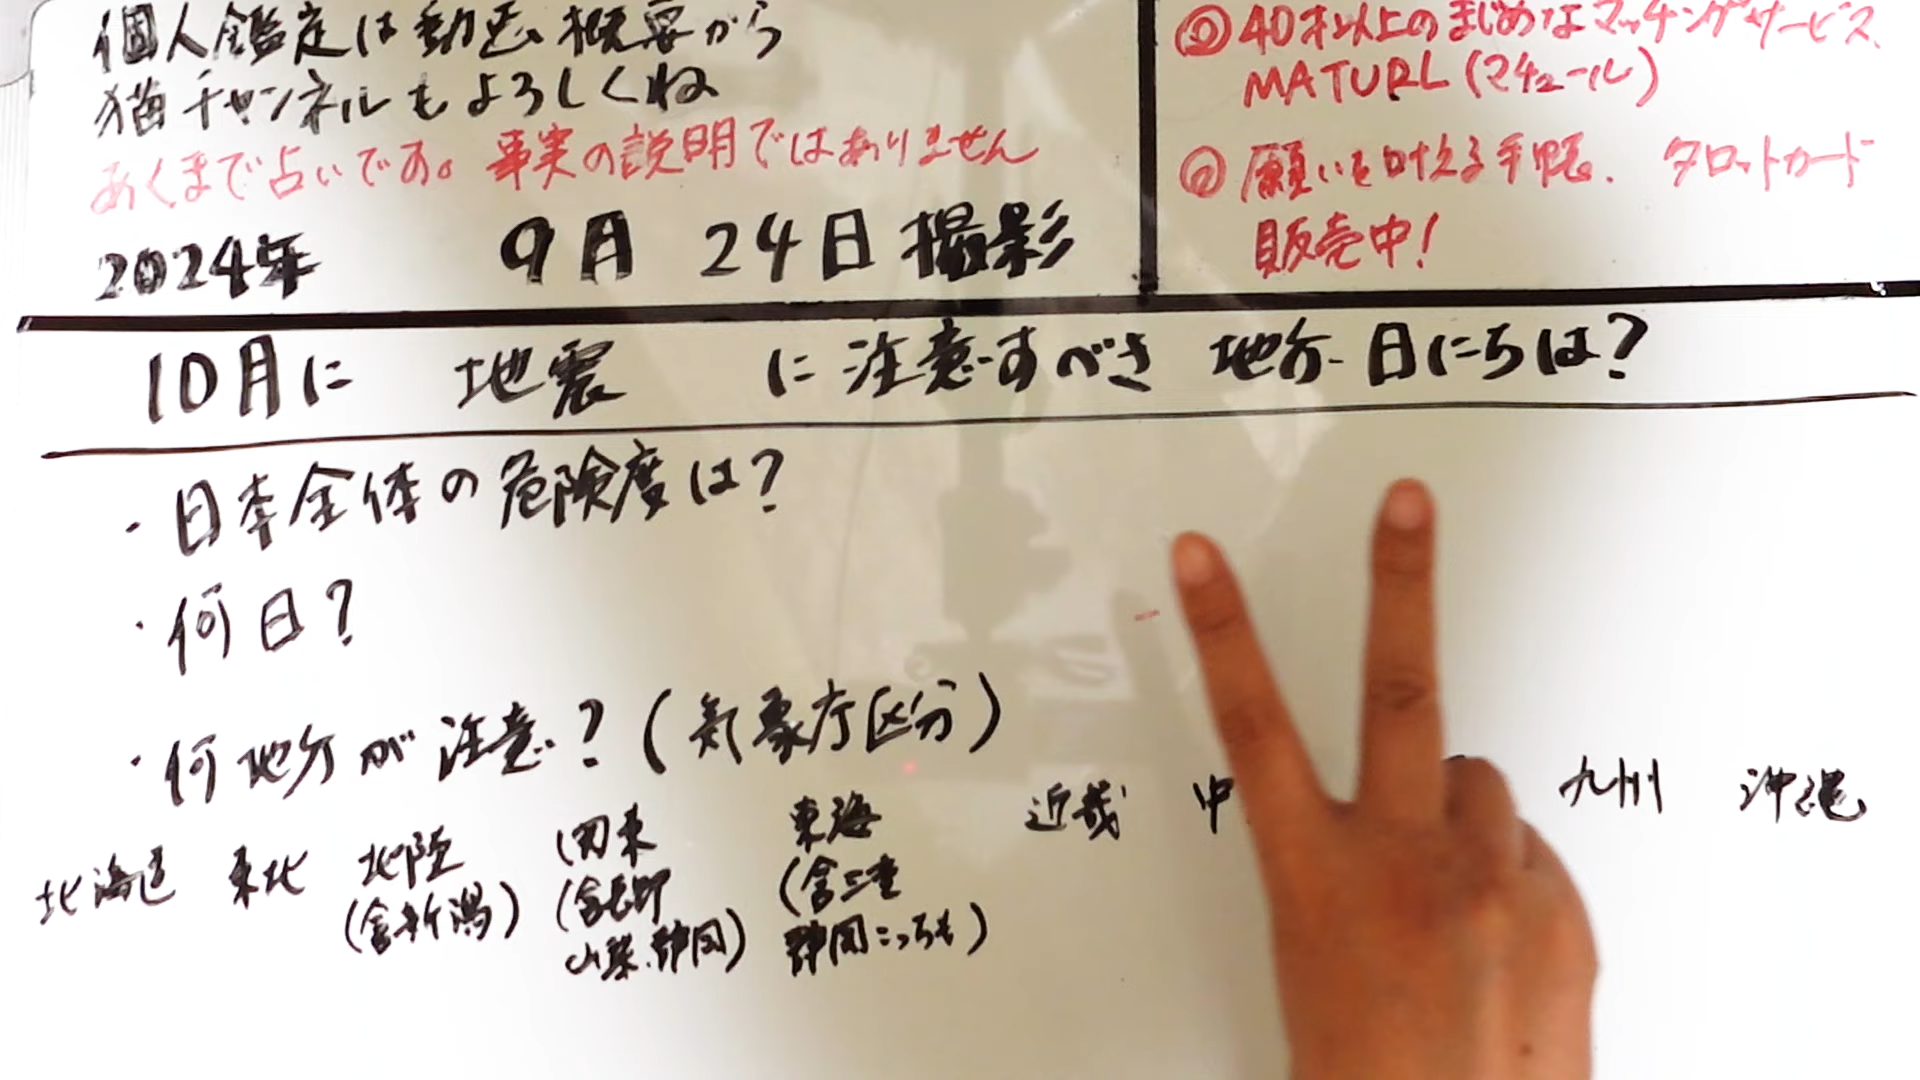 個人鑑定は動画概要から
猫チャンネルもよろしくね
あくまで占いです。事実の説明ではありません
2024年 9月 24日撮影
◎40才以上のまじめなマッチングサービス、
MATURL(マチュール)
◎願いを叶える手帳、タロットカード
販売中!
10月に 地震 に注意すべき 地方・日にちは?
・日本全体の危険度は?
・何日?
・何地方が注意?(気象庁区分)
北海道 東北 北陸 関東 東海 近畿 中 九州 沖縄
(含新潟) (含長野 (含三重
山梨.静岡) 静岡こっちも)